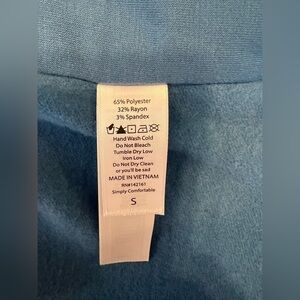 65% Polyester
32% Rayon
3% Spandex
Hand Wash Cold
Do Not Bleach
Tumble Dry Low
Iron Low
Do Not Dry Clean
or you'll be sad
MADE IN VIETNAM
RN#142161
Simply Comfortable
S